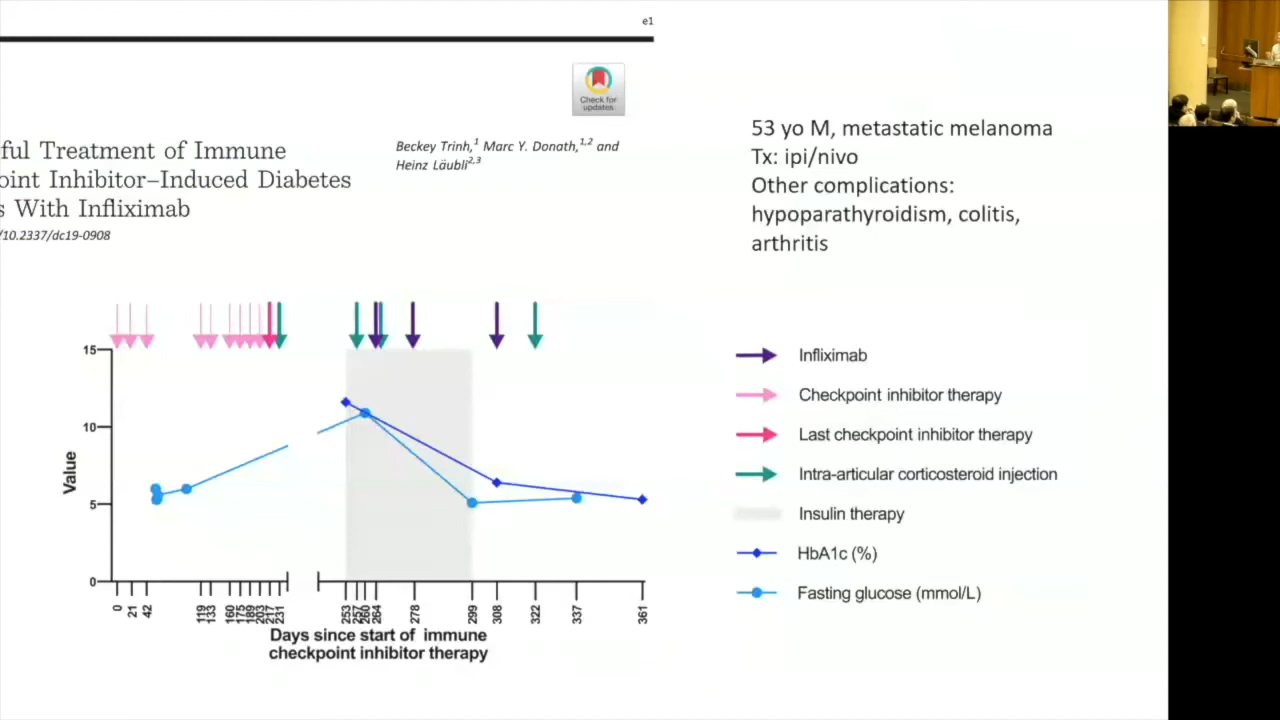 e1
Check for
updates
ful Treatment of Immune
oint Inhibitor–Induced Diabetes
s With Infliximab
/10.2337/dc19-0908
Beckey Trinh,1 Marc Y. Donath,1,2 and
Heinz Läubli2,3
53 yo M, metastatic melanoma
Tx: ipi/nivo
Other complications:
hypoparathyroidism, colitis,
arthritis
15
10
5
0
Value
0 21 42 119 133 160 175 189 203 217 231 253 257 260 264 278 299 308 322 337 361
Days since start of immune
checkpoint inhibitor therapy
Infliximab
Checkpoint inhibitor therapy
Last checkpoint inhibitor therapy
Intra-articular corticosteroid injection
Insulin therapy
HbA1c (%)
Fasting glucose (mmol/L)